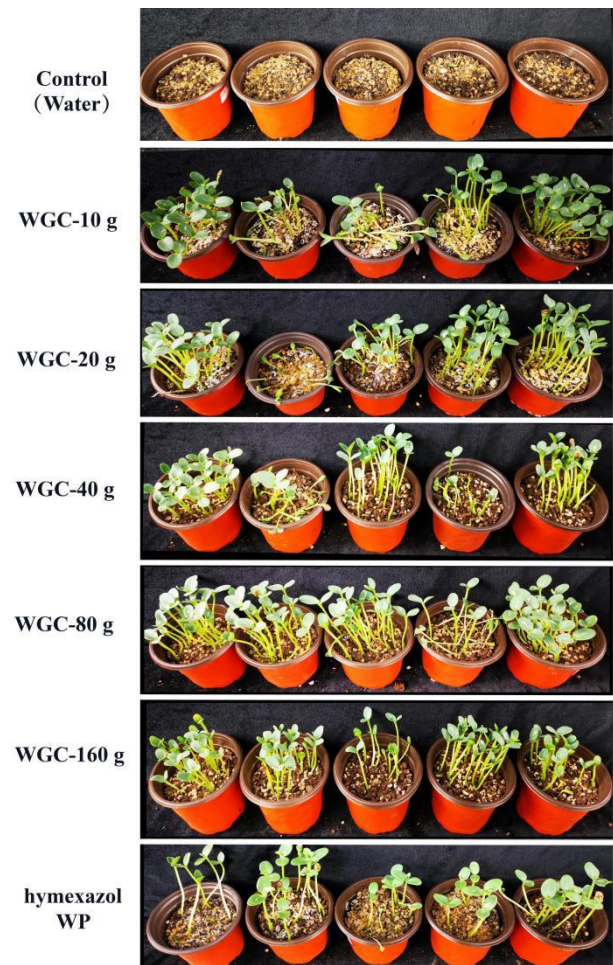 Control
（Water）
WGC-10 g
WGC-20 g
WGC-40 g
WGC-80 g
WGC-160 g
hymexazol
WP